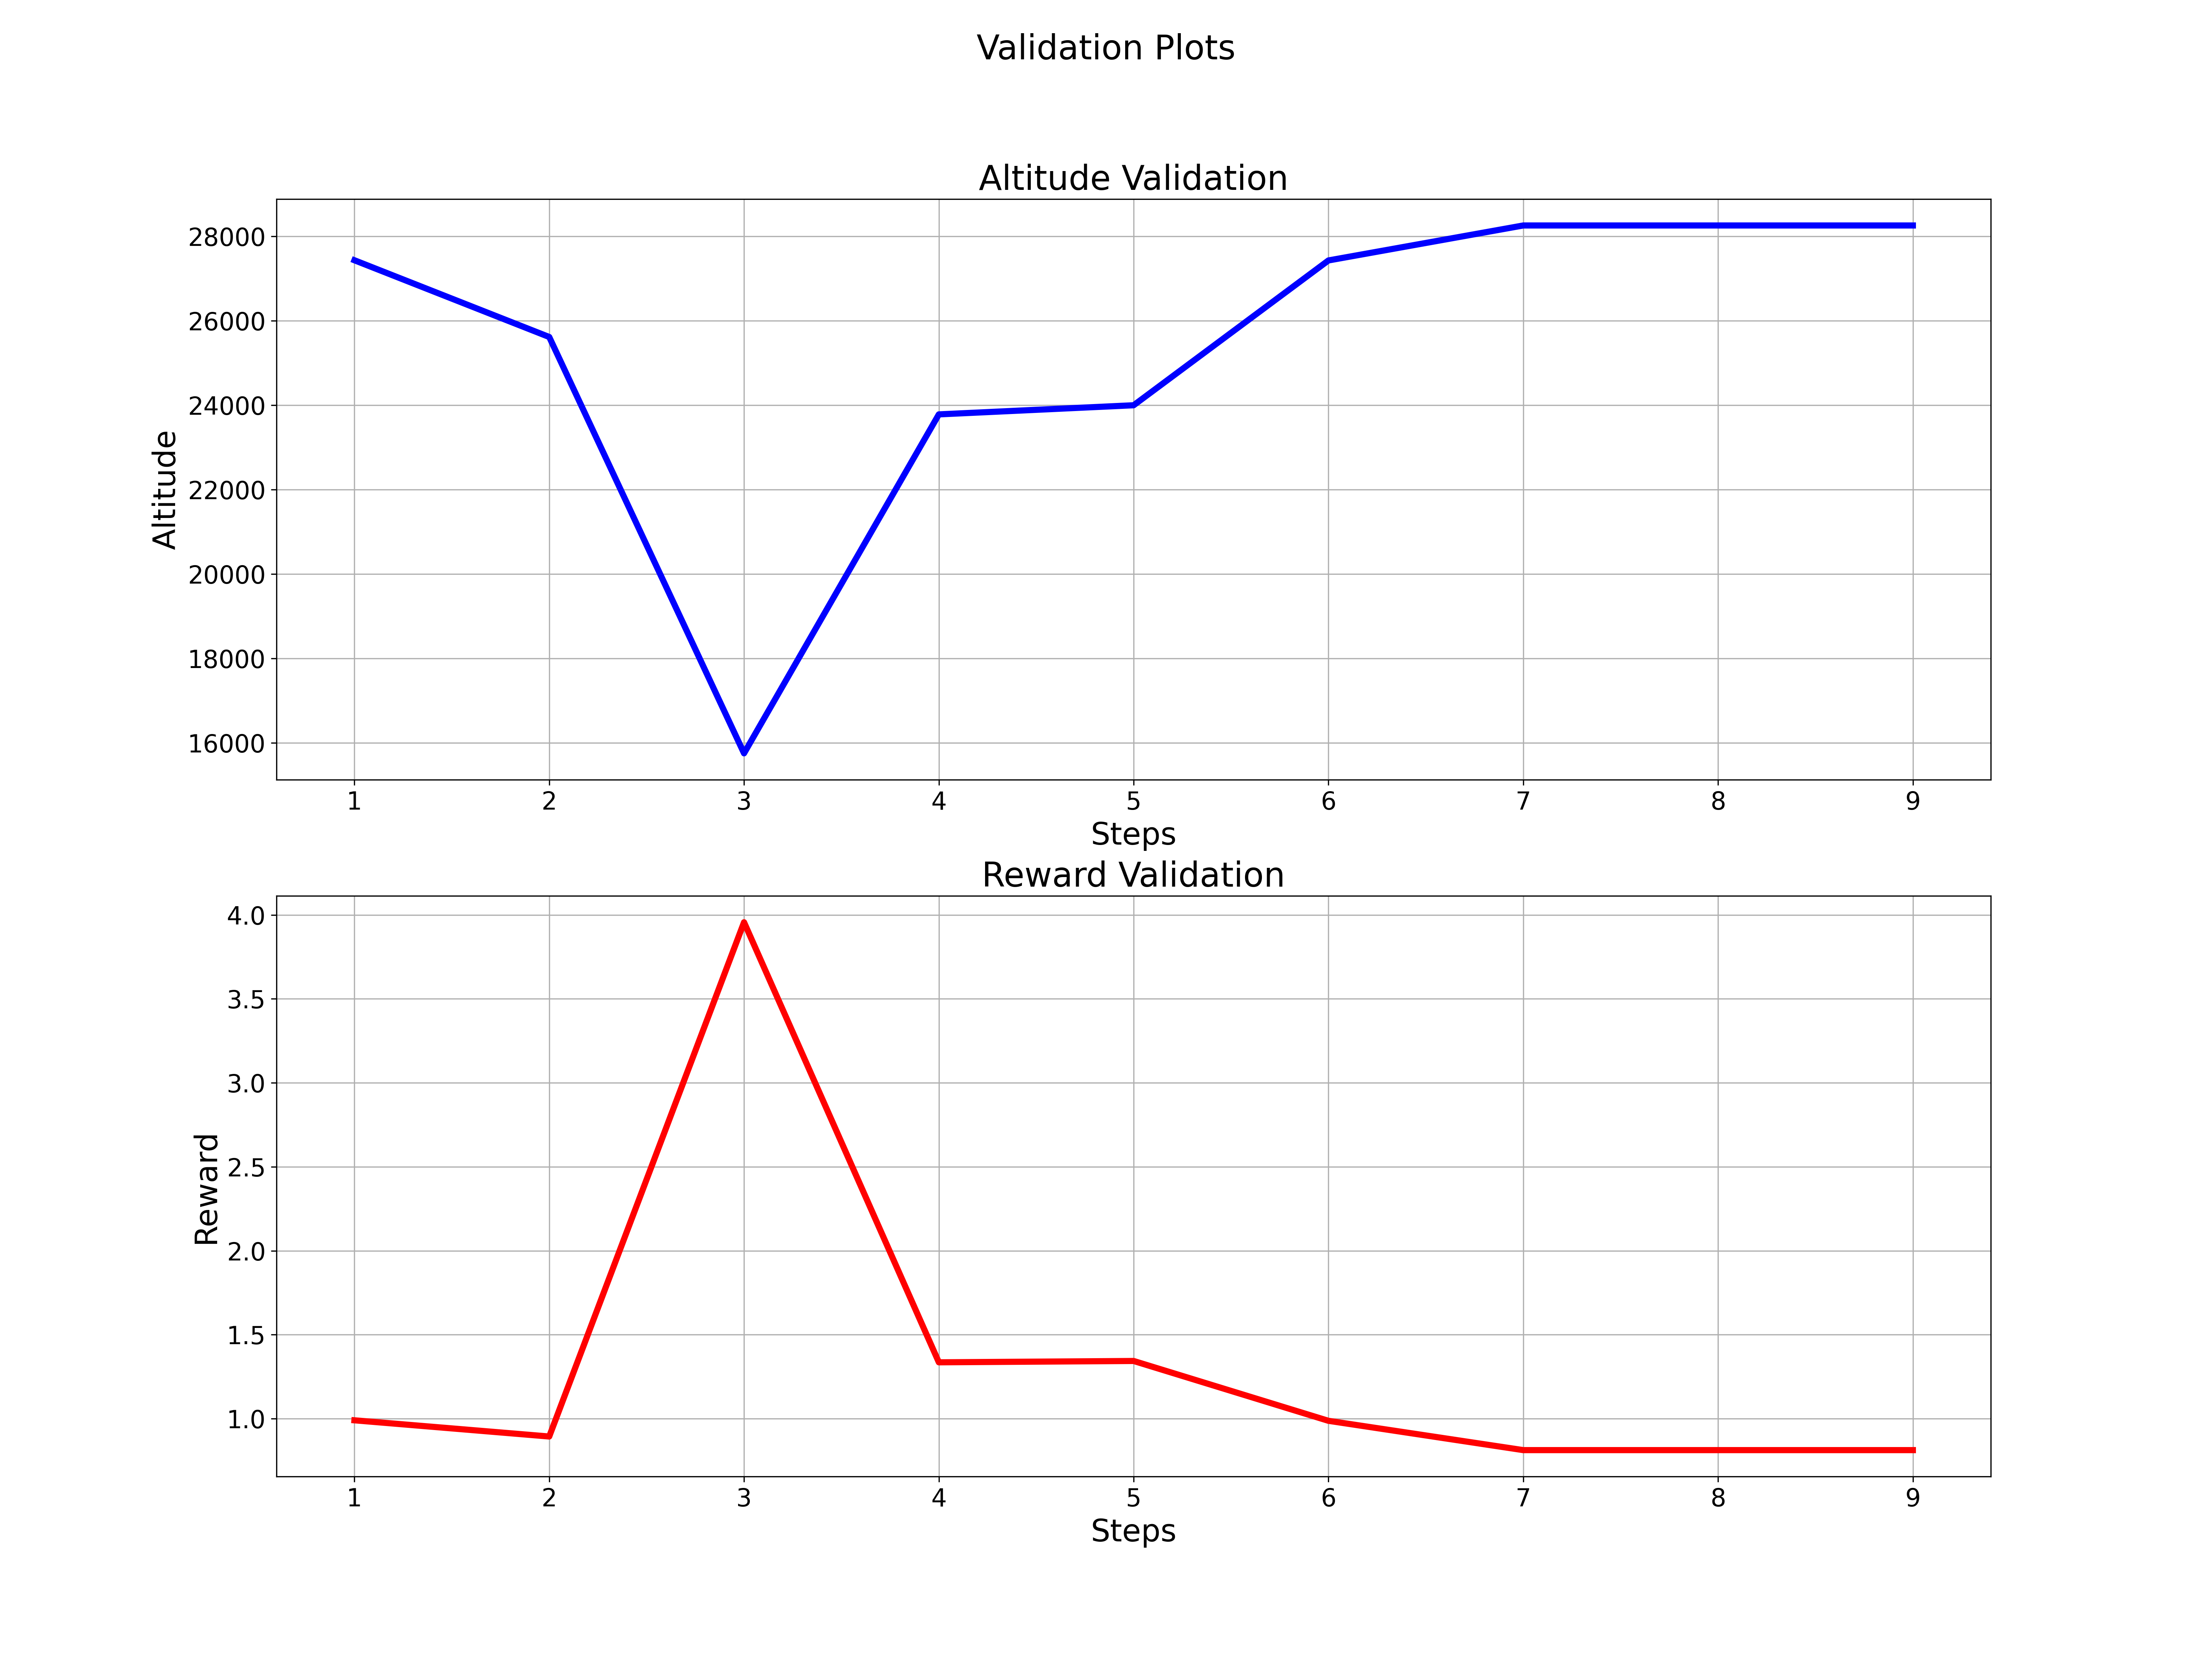 Validation Plots
Altitude Validation
Altitude
28000
26000
24000
22000
20000
18000
16000
1 2 3 4 5 6 7 8 9
Steps
Reward Validation
Reward
4.0
3.5
3.0
2.5
2.0
1.5
1.0
1 2 3 4 5 6 7 8 9
Steps